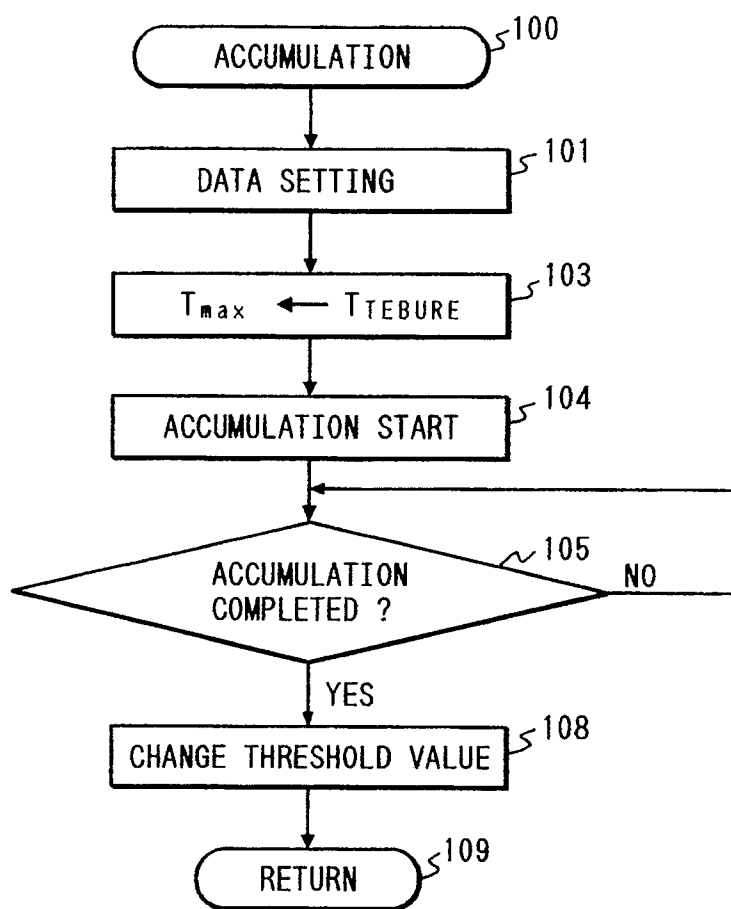 100
ACCUMULATION
101
DATA SETTING
103
Tmax ← TTEBURE
104
ACCUMULATION START
105
ACCUMULATION
COMPLETED ?
NO
YES
108
CHANGE THRESHOLD VALUE
109
RETURN